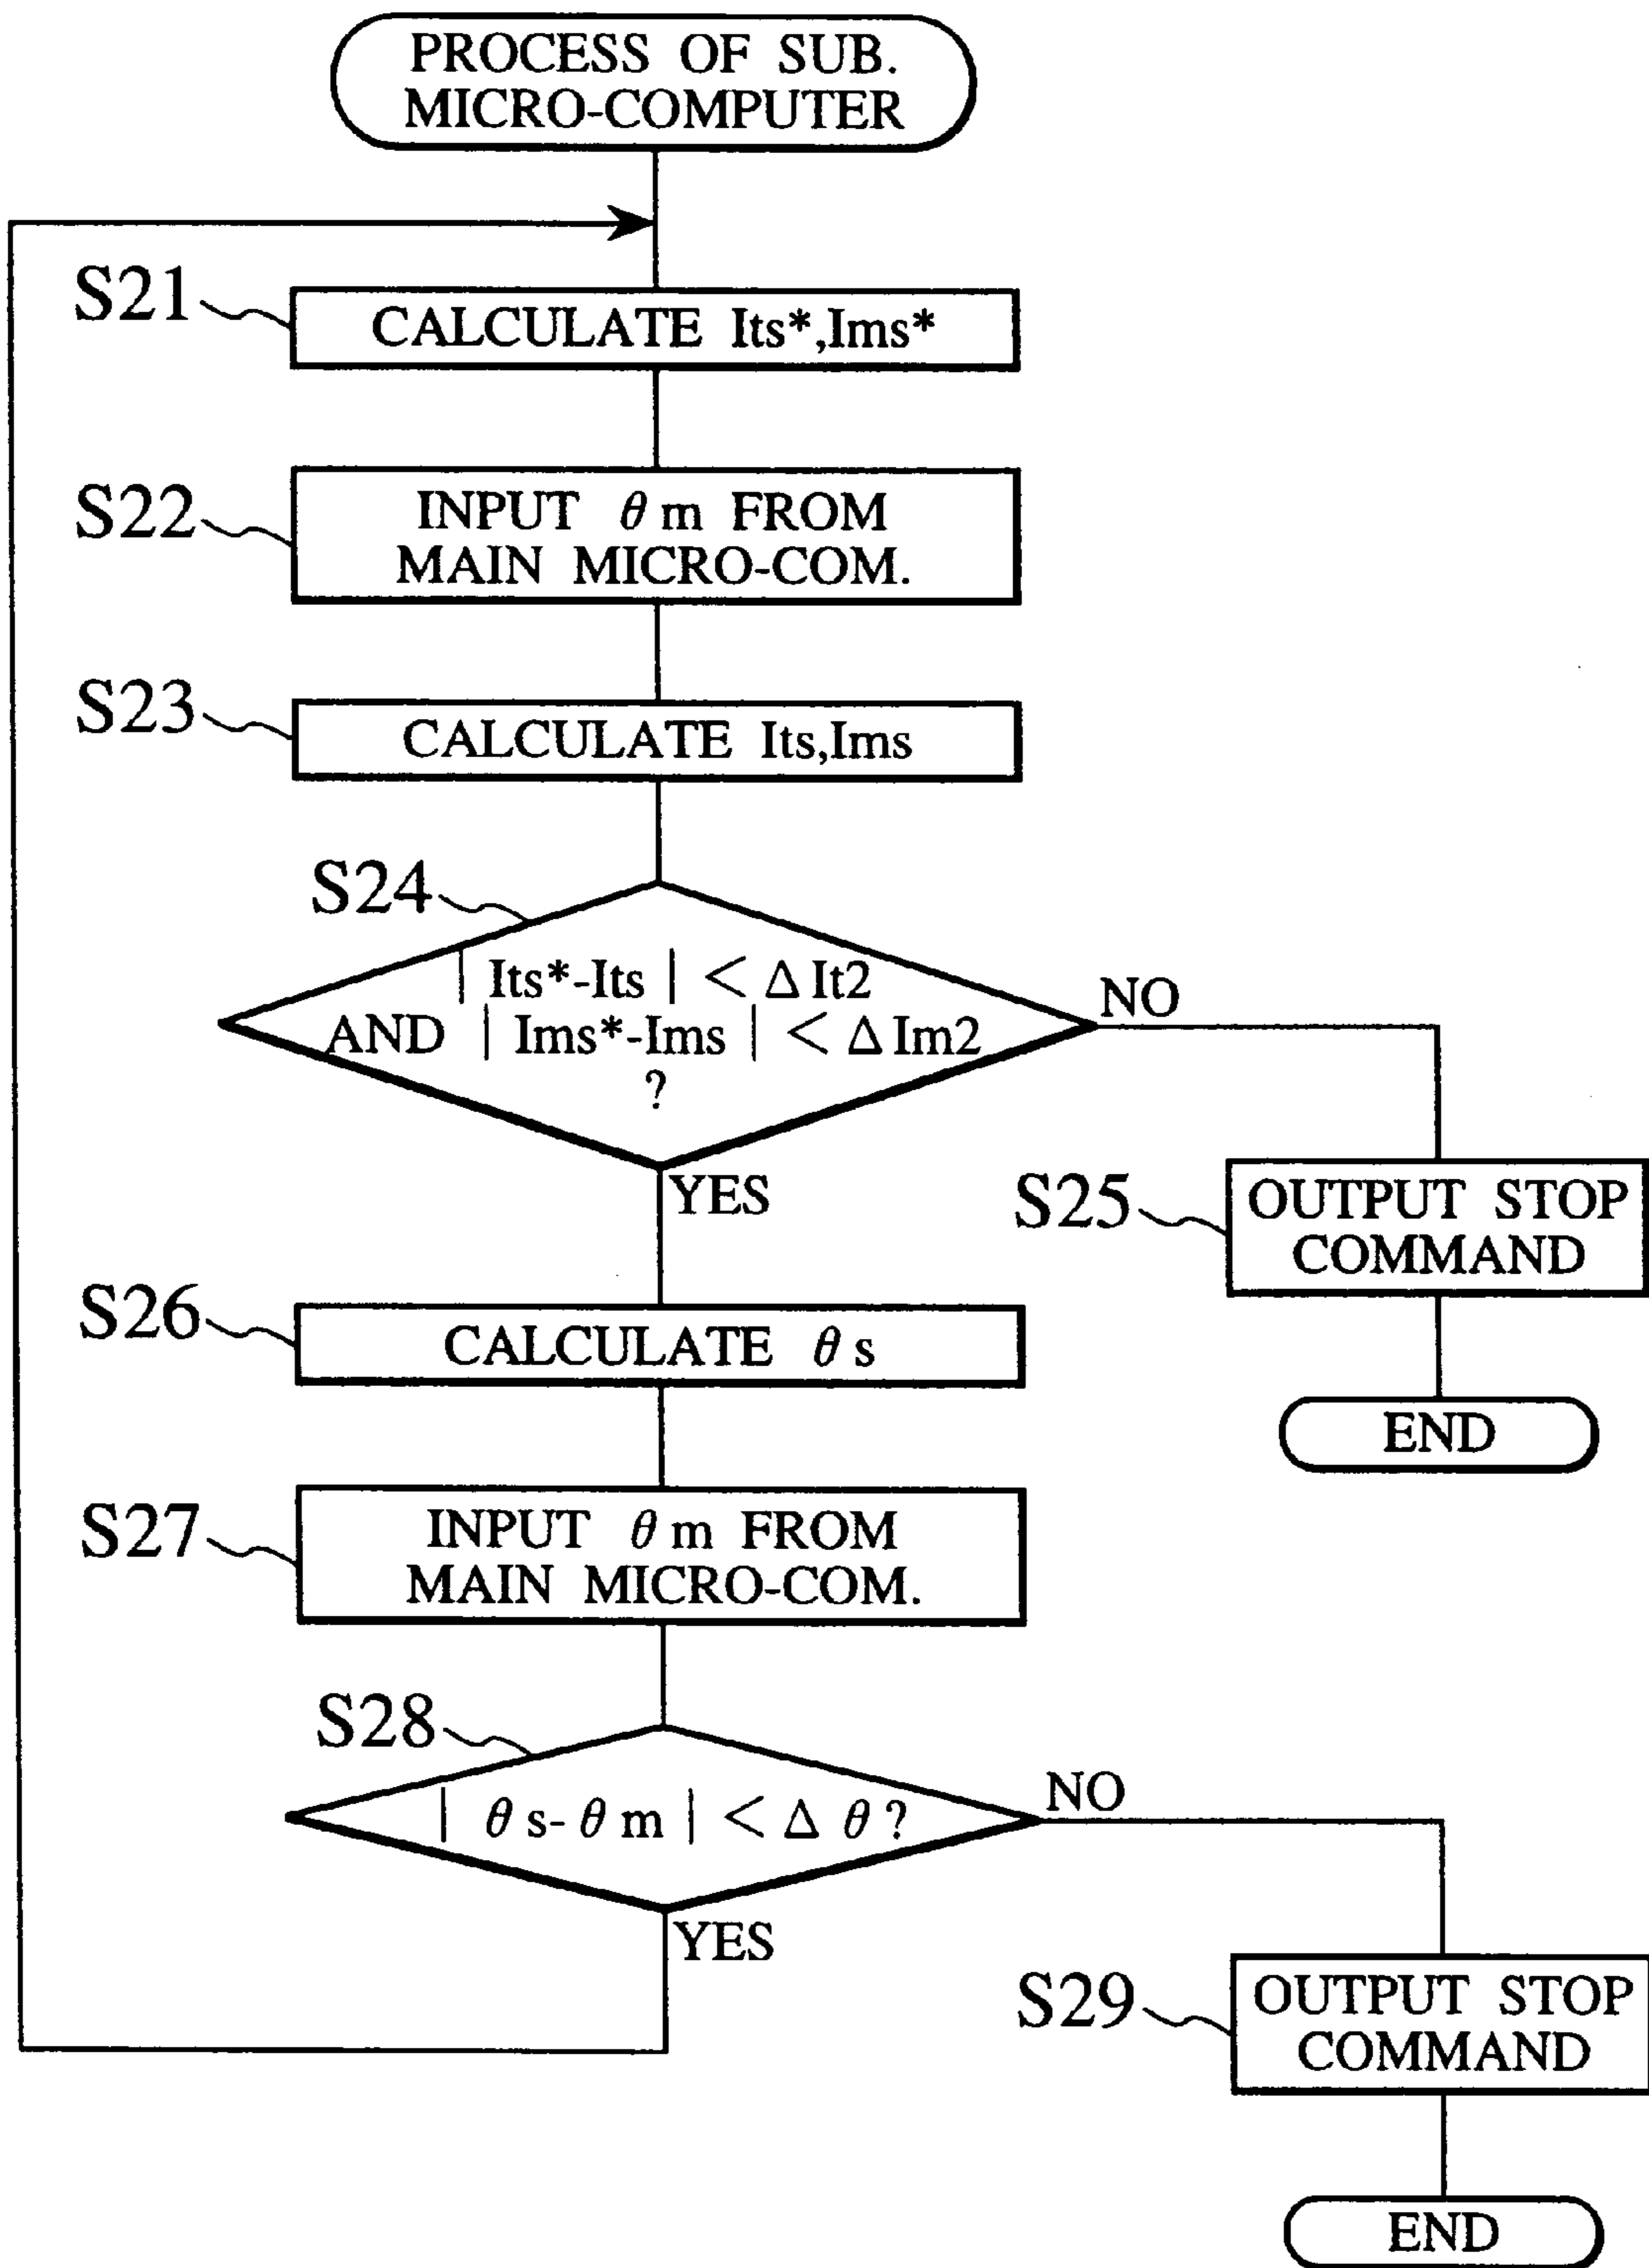 PROCESS OF SUB.
MICRO-COMPUTER
S21
CALCULATE Its*,Ims*
S22
INPUT θm FROM
MAIN MICRO-COM.
S23
CALCULATE Its,Ims
S24
| Its*-Its | < ΔIt2
AND | Ims*-Ims | < ΔIm2
?
NO
YES
S25
OUTPUT STOP
COMMAND
END
S26
CALCULATE θs
S27
INPUT θm FROM
MAIN MICRO-COM.
S28
| θs-θm | < Δθ?
NO
YES
S29
OUTPUT STOP
COMMAND
END